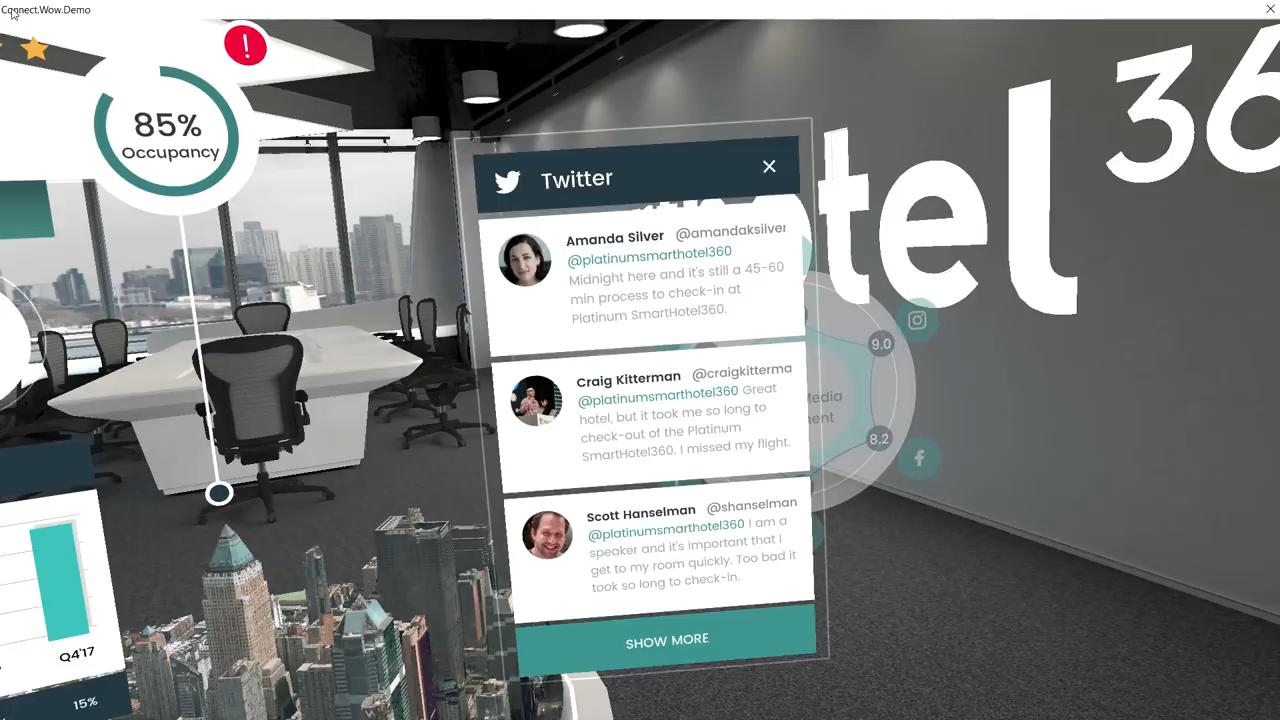 Connect.Wow.Demo
!
85%
Occupancy
tel 36
Twitter
Amanda Silver @amandaksilver
@platinumsmarthotel360
Midnight here and it's still a 45-60
min process to check-in at
Platinum SmartHotel360.
Craig Kitterman @craigkitterma
@platinumsmarthotel360 Great
hotel, but it took me so long to
check-out of the Platinum
SmartHotel360. I missed my flight.
Scott Hanselman @shanselman
@platinumsmarthotel360 I am a
speaker and it's important that I
get to my room quickly. Too bad it
took so long to check-in.
SHOW MORE
9.0
Media
ment
8.2
Q4'17
15%